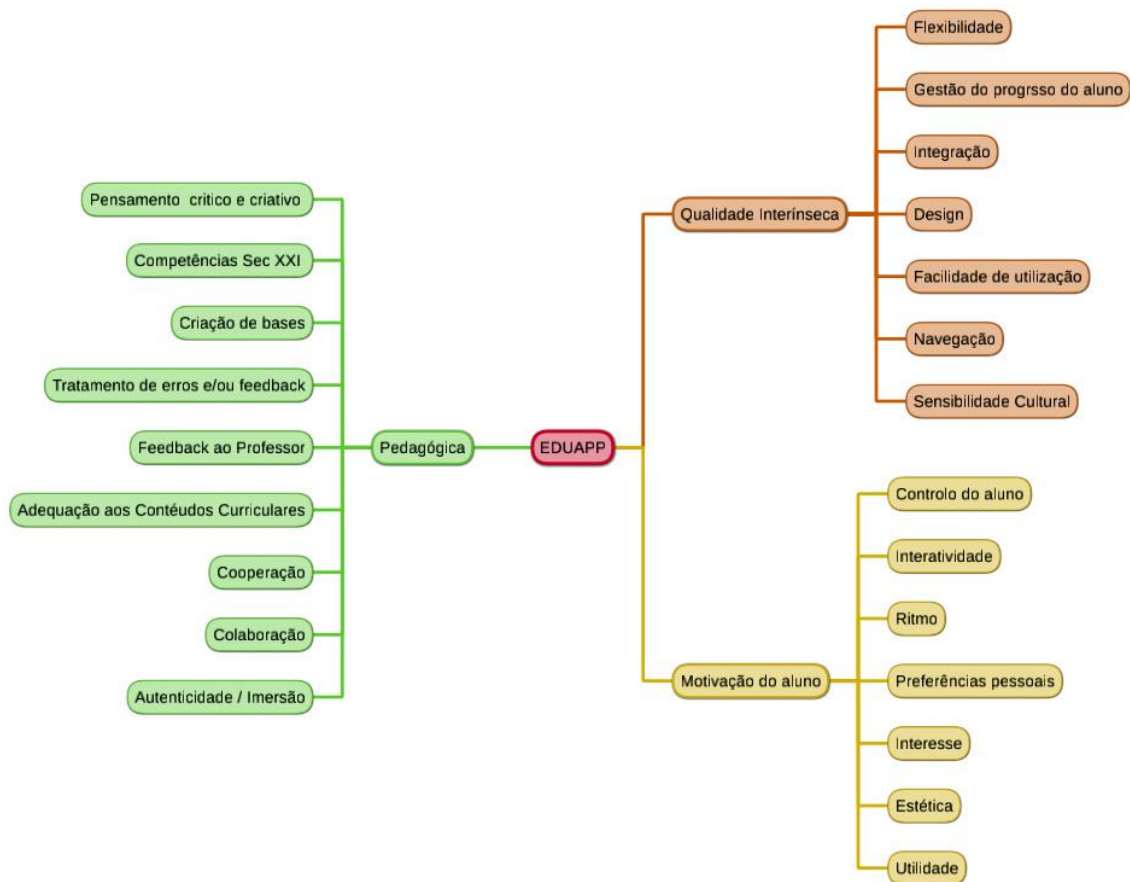 Pensamento critico e criativo
Competências Sec XXI
Criação de bases
Tratamento de erros e/ou feedback
Feedback ao Professor
Adequação aos Contéudos Curriculares
Cooperação
Colaboração
Autenticidade / Imersão
Pedagógica
EDUAPP
Qualidade Interínseca
Flexibilidade
Gestão do progrsso do aluno
Integração
Design
Facilidade de utilização
Navegação
Sensibilidade Cultural
Motivação do aluno
Controlo do aluno
Interatividade
Ritmo
Preferências pessoais
Interesse
Estética
Utilidade